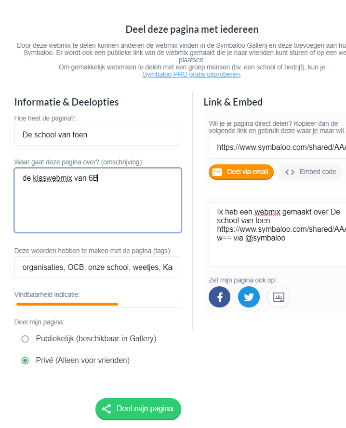 Deel deze pagina met iedereen
Door deze webmix te delen kunnen anderen de webmix vinden in de Symbaloo Gallerij en deze toevoegen aan hu
Symbaloo. Er wordt ook een publieke link van de webmix gemaakt die je naar vrienden kunt sturen of op een we
plaatsen.
Om gemakkelijk webmixen te delen met een groep mensen (bv. een school of bedrijf), kun je
Symbaloo PRO gratis uitproberen.
Informatie & Deelopties
Hoe heet de pagina?:
De school van toen
Waar gaat deze pagina over? (omschrijving):
de klaswebmix van 6B
Deze woorden hebben te maken met de pagina (tags):
organisaties, OCB, onze school, weetjes, Ka
Vindbaarheid indicatie:
Deel mijn pagina:
Publiekelijk (beschikbaar in Gallery)
Privé (Alleen voor vrienden)
Link & Embed
Wil je je pagina direct delen? Kopieer dan de
volgende link en gebruik deze waar je maar wil.
https://www.symbaloo.com/shared/AA
Deel via email
Embed code
Ik heb een webmix gemaakt over De
school van toen
https://www.symbaloo.com/shared/AA
w== via @symbaloo
Zet mijn pagina ook op:
Deel mijn pagina